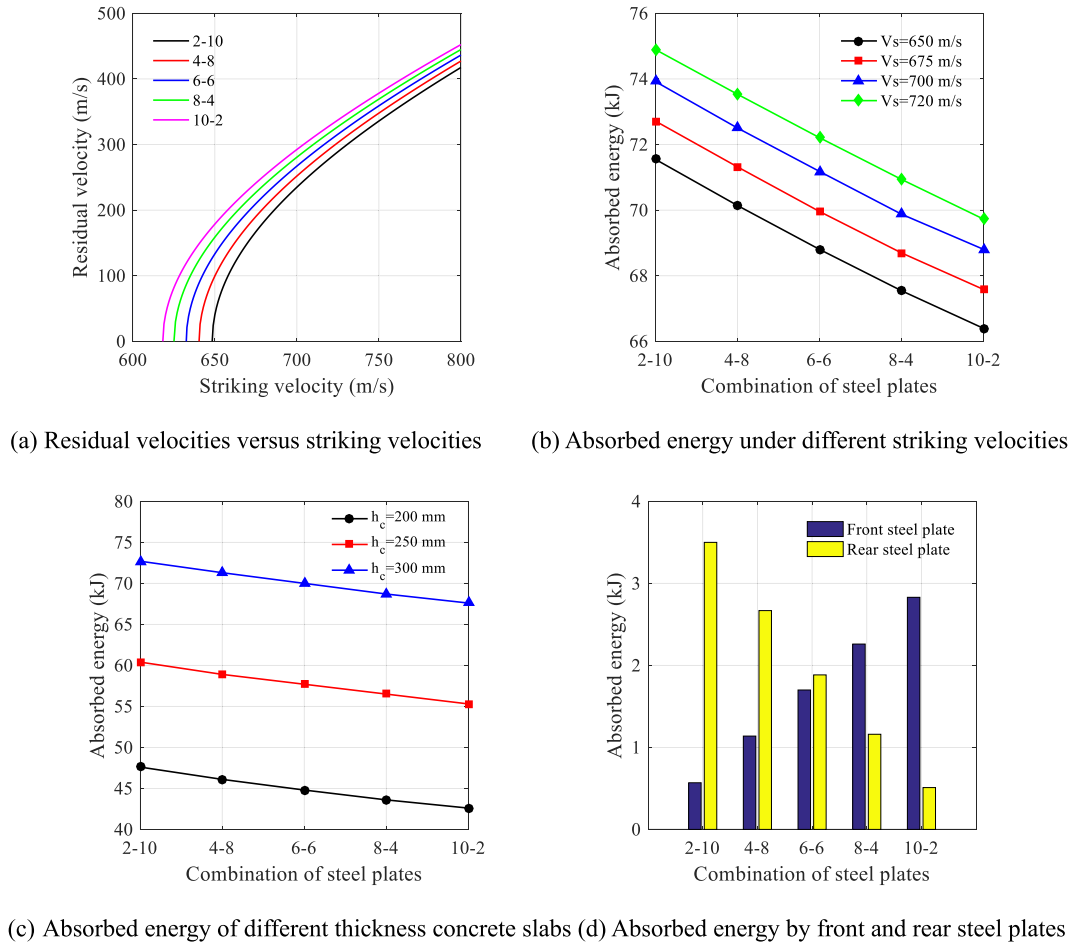 500
400
300
200
100
0
Residual velocity (m/s)
2-10
4-8
6-6
8-4
10-2
600
650
700
750
800
Striking velocity (m/s)
76
74
72
70
68
66
Absorbed energy (kJ)
Vs=650 m/s
Vs=675 m/s
Vs=700 m/s
Vs=720 m/s
2-10
4-8
6-6
8-4
10-2
Combination of steel plates
(a) Residual velocities versus striking velocities
(b) Absorbed energy under different striking velocities
80
75
70
65
60
55
50
45
40
Absorbed energy (kJ)
h_c=200 mm
h_c=250 mm
h_c=300 mm
2-10
4-8
6-6
8-4
10-2
Combination of steel plates
4
3
2
1
0
Absorbed energy (kJ)
Front steel plate
Rear steel plate
2-10
4-8
6-6
8-4
10-2
Combination of steel plates
(c) Absorbed energy of different thickness concrete slabs
(d) Absorbed energy by front and rear steel plates